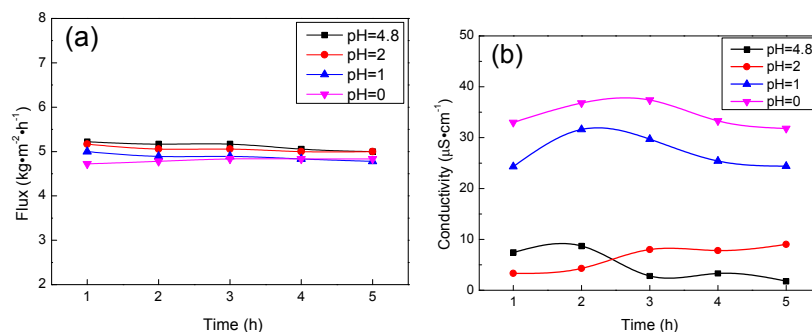 (a)
pH=4.8
pH=2
pH=1
pH=0
Flux (kg•m⁻²•h⁻¹)
8
7
6
5
4
3
2
1 2 3 4 5
Time (h)
(b)
pH=4.8
pH=2
pH=1
pH=0
Conductivity (μS•cm⁻¹)
50
40
30
20
10
0
1 2 3 4 5
Time (h)